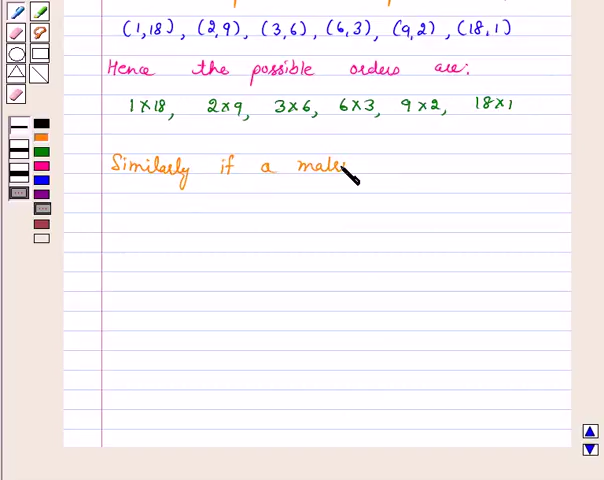 (1,18), (2,9), (3,6), (6,3), (9,2), (18,1)
Hence the possible orders are:
1×18, 2×9, 3×6, 6×3, 9×2, 18×1
Similarly if a